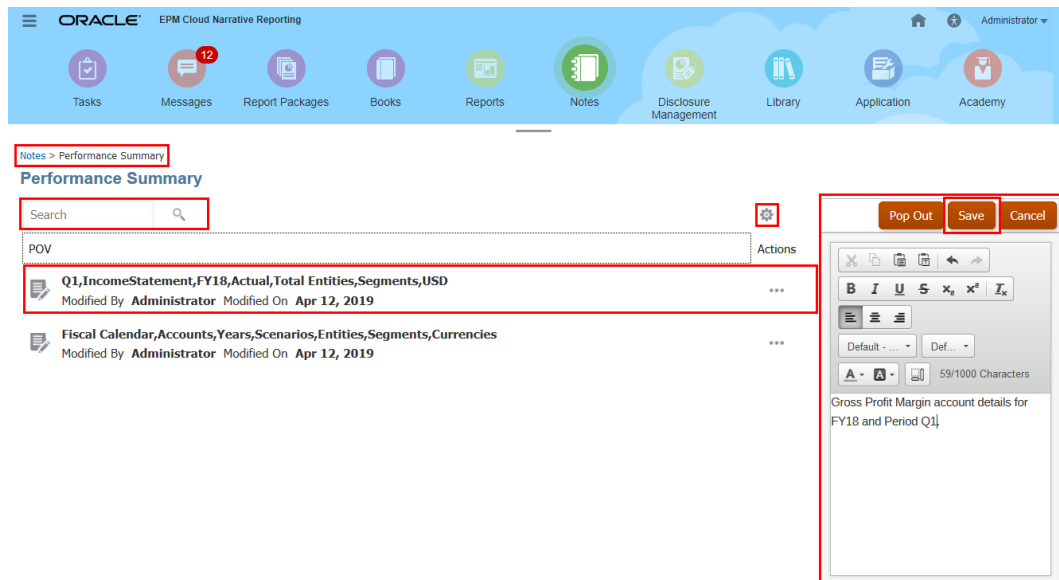 ORACLE® EPM Cloud Narrative Reporting Administrator
12
Tasks Messages Report Packages Books Reports Notes Disclosure Management Library Application Academy
Notes > Performance Summary
Performance Summary
Search
Pop Out Save Cancel
POV Actions
Q1,IncomeStatement,FY18,Actual,Total Entities,Segments,USD
Modified By Administrator Modified On Apr 12, 2019
Fiscal Calendar,Accounts,Years,Scenarios,Entities,Segments,Currencies
Modified By Administrator Modified On Apr 12, 2019
B I U S x₂ x² Tx
Default - ... Def...
A A 59/1000 Characters
Gross Profit Margin account details for
FY18 and Period Q1.